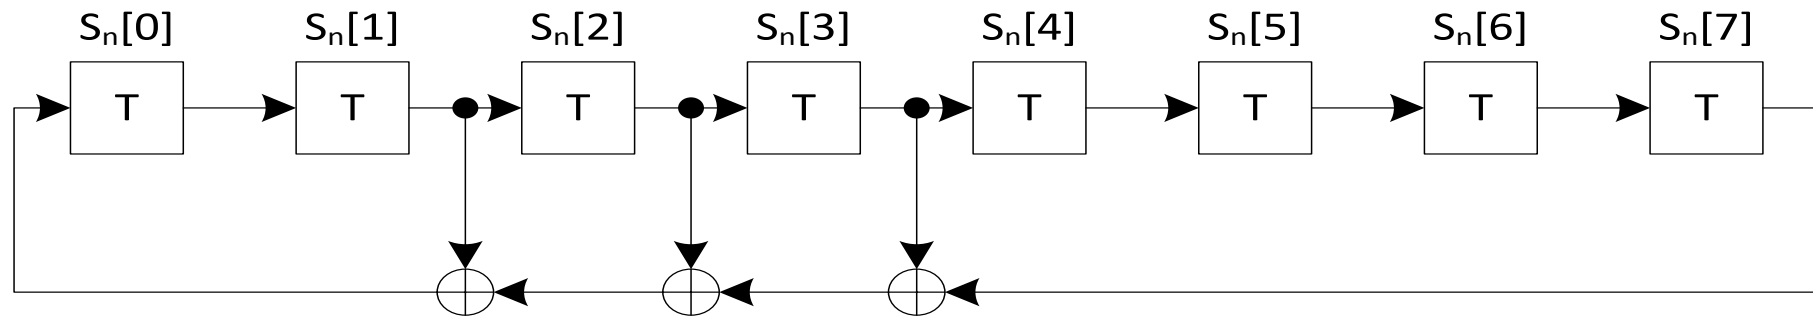 Sn[0] Sn[1] Sn[2] Sn[3] Sn[4] Sn[5] Sn[6] Sn[7]
T T T T T T T T